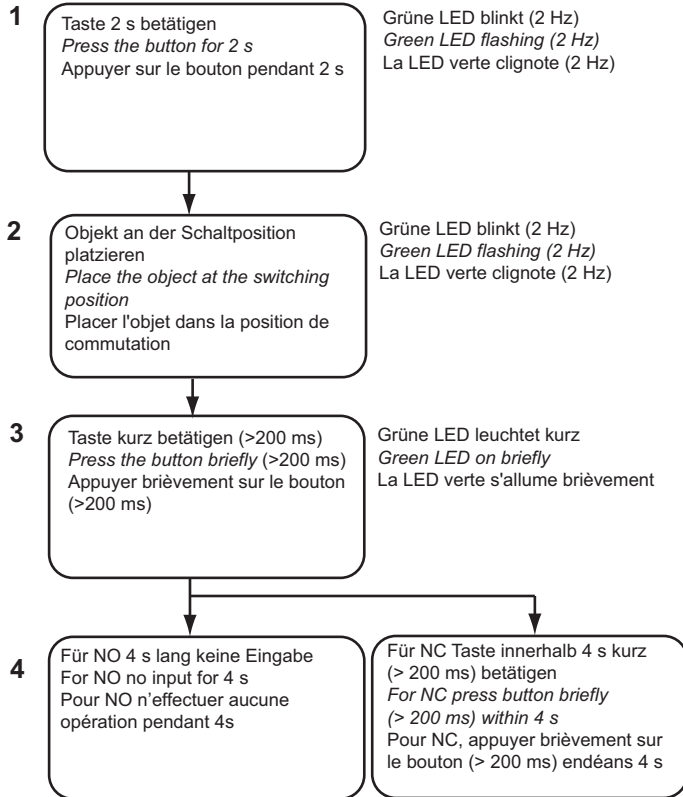 1
Taste 2 s betätigen
Press the button for 2 s
Appuyer sur le bouton pendant 2 s
Grüne LED blinkt (2 Hz)
Green LED flashing (2 Hz)
La LED verte clignote (2 Hz)
2
Objekt an der Schaltposition
platzieren
Place the object at the switching
position
Placer l'objet dans la position de
commutation
Grüne LED blinkt (2 Hz)
Green LED flashing (2 Hz)
La LED verte clignote (2 Hz)
3
Taste kurz betätigen (>200 ms)
Press the button briefly (>200 ms)
Appuyer brièvement sur le bouton
(>200 ms)
Grüne LED leuchtet kurz
Green LED on briefly
La LED verte s'allume brièvement
4
Für NO 4 s lang keine Eingabe
For NO no input for 4 s
Pour NO n’effectuer aucune
opération pendant 4s
Für NC Taste innerhalb 4 s kurz
(> 200 ms) betätigen
For NC press button briefly
(> 200 ms) within 4 s
Pour NC, appuyer brièvement sur
le bouton (> 200 ms) endéans 4 s